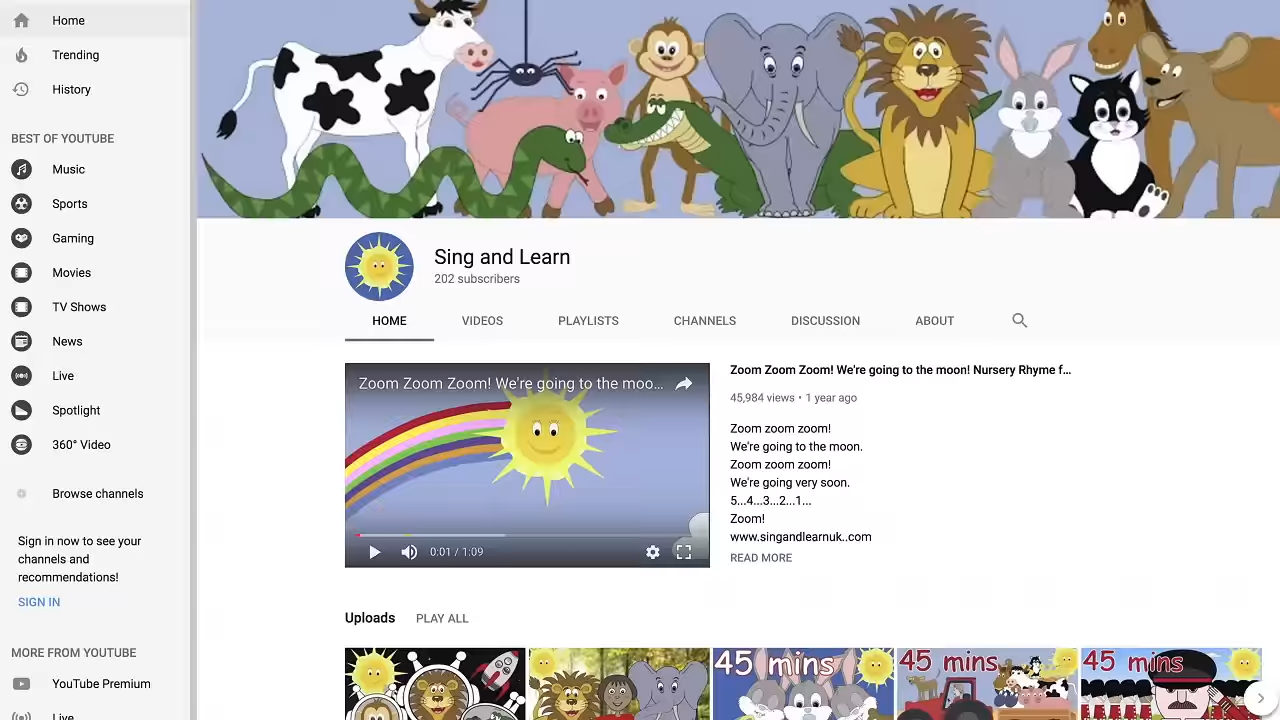 Home
Trending
History
BEST OF YOUTUBE
Music
Sports
Gaming
Movies
TV Shows
News
Live
Spotlight
360° Video
Browse channels
Sign in now to see your
channels and
recommendations!
SIGN IN
MORE FROM YOUTUBE
YouTube Premium
Live
Sing and Learn
202 subscribers
HOME VIDEOS PLAYLISTS CHANNELS DISCUSSION ABOUT
Zoom Zoom Zoom! We're going to the moo...
0:01 / 1:09
Zoom Zoom Zoom! We're going to the moon! Nursery Rhyme f...
45,984 views • 1 year ago
Zoom zoom zoom!
We're going to the moon.
Zoom zoom zoom!
We're going very soon.
5...4...3...2...1...
Zoom!
www.singandlearnuk..com
READ MORE
Uploads PLAY ALL
45 mins
45 mins
45 mins